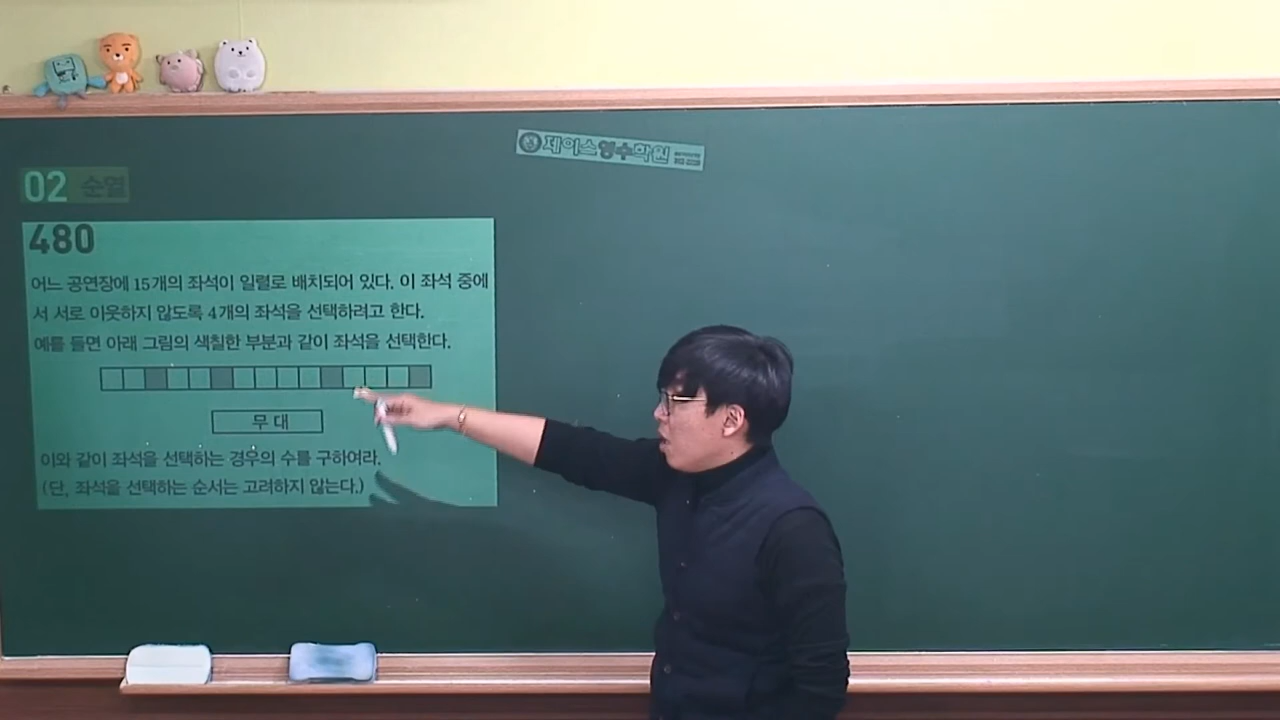 제이스영수학원
02 순열
480
어느 공연장에 15개의 좌석이 일렬로 배치되어 있다. 이 좌석 중에
서 서로 이웃하지 않도록 4개의 좌석을 선택하려고 한다.
예를 들면 아래 그림의 색칠한 부분과 같이 좌석을 선택한다.
무대
이와 같이 좌석을 선택하는 경우의 수를 구하여라.
(단, 좌석을 선택하는 순서는 고려하지 않는다.)